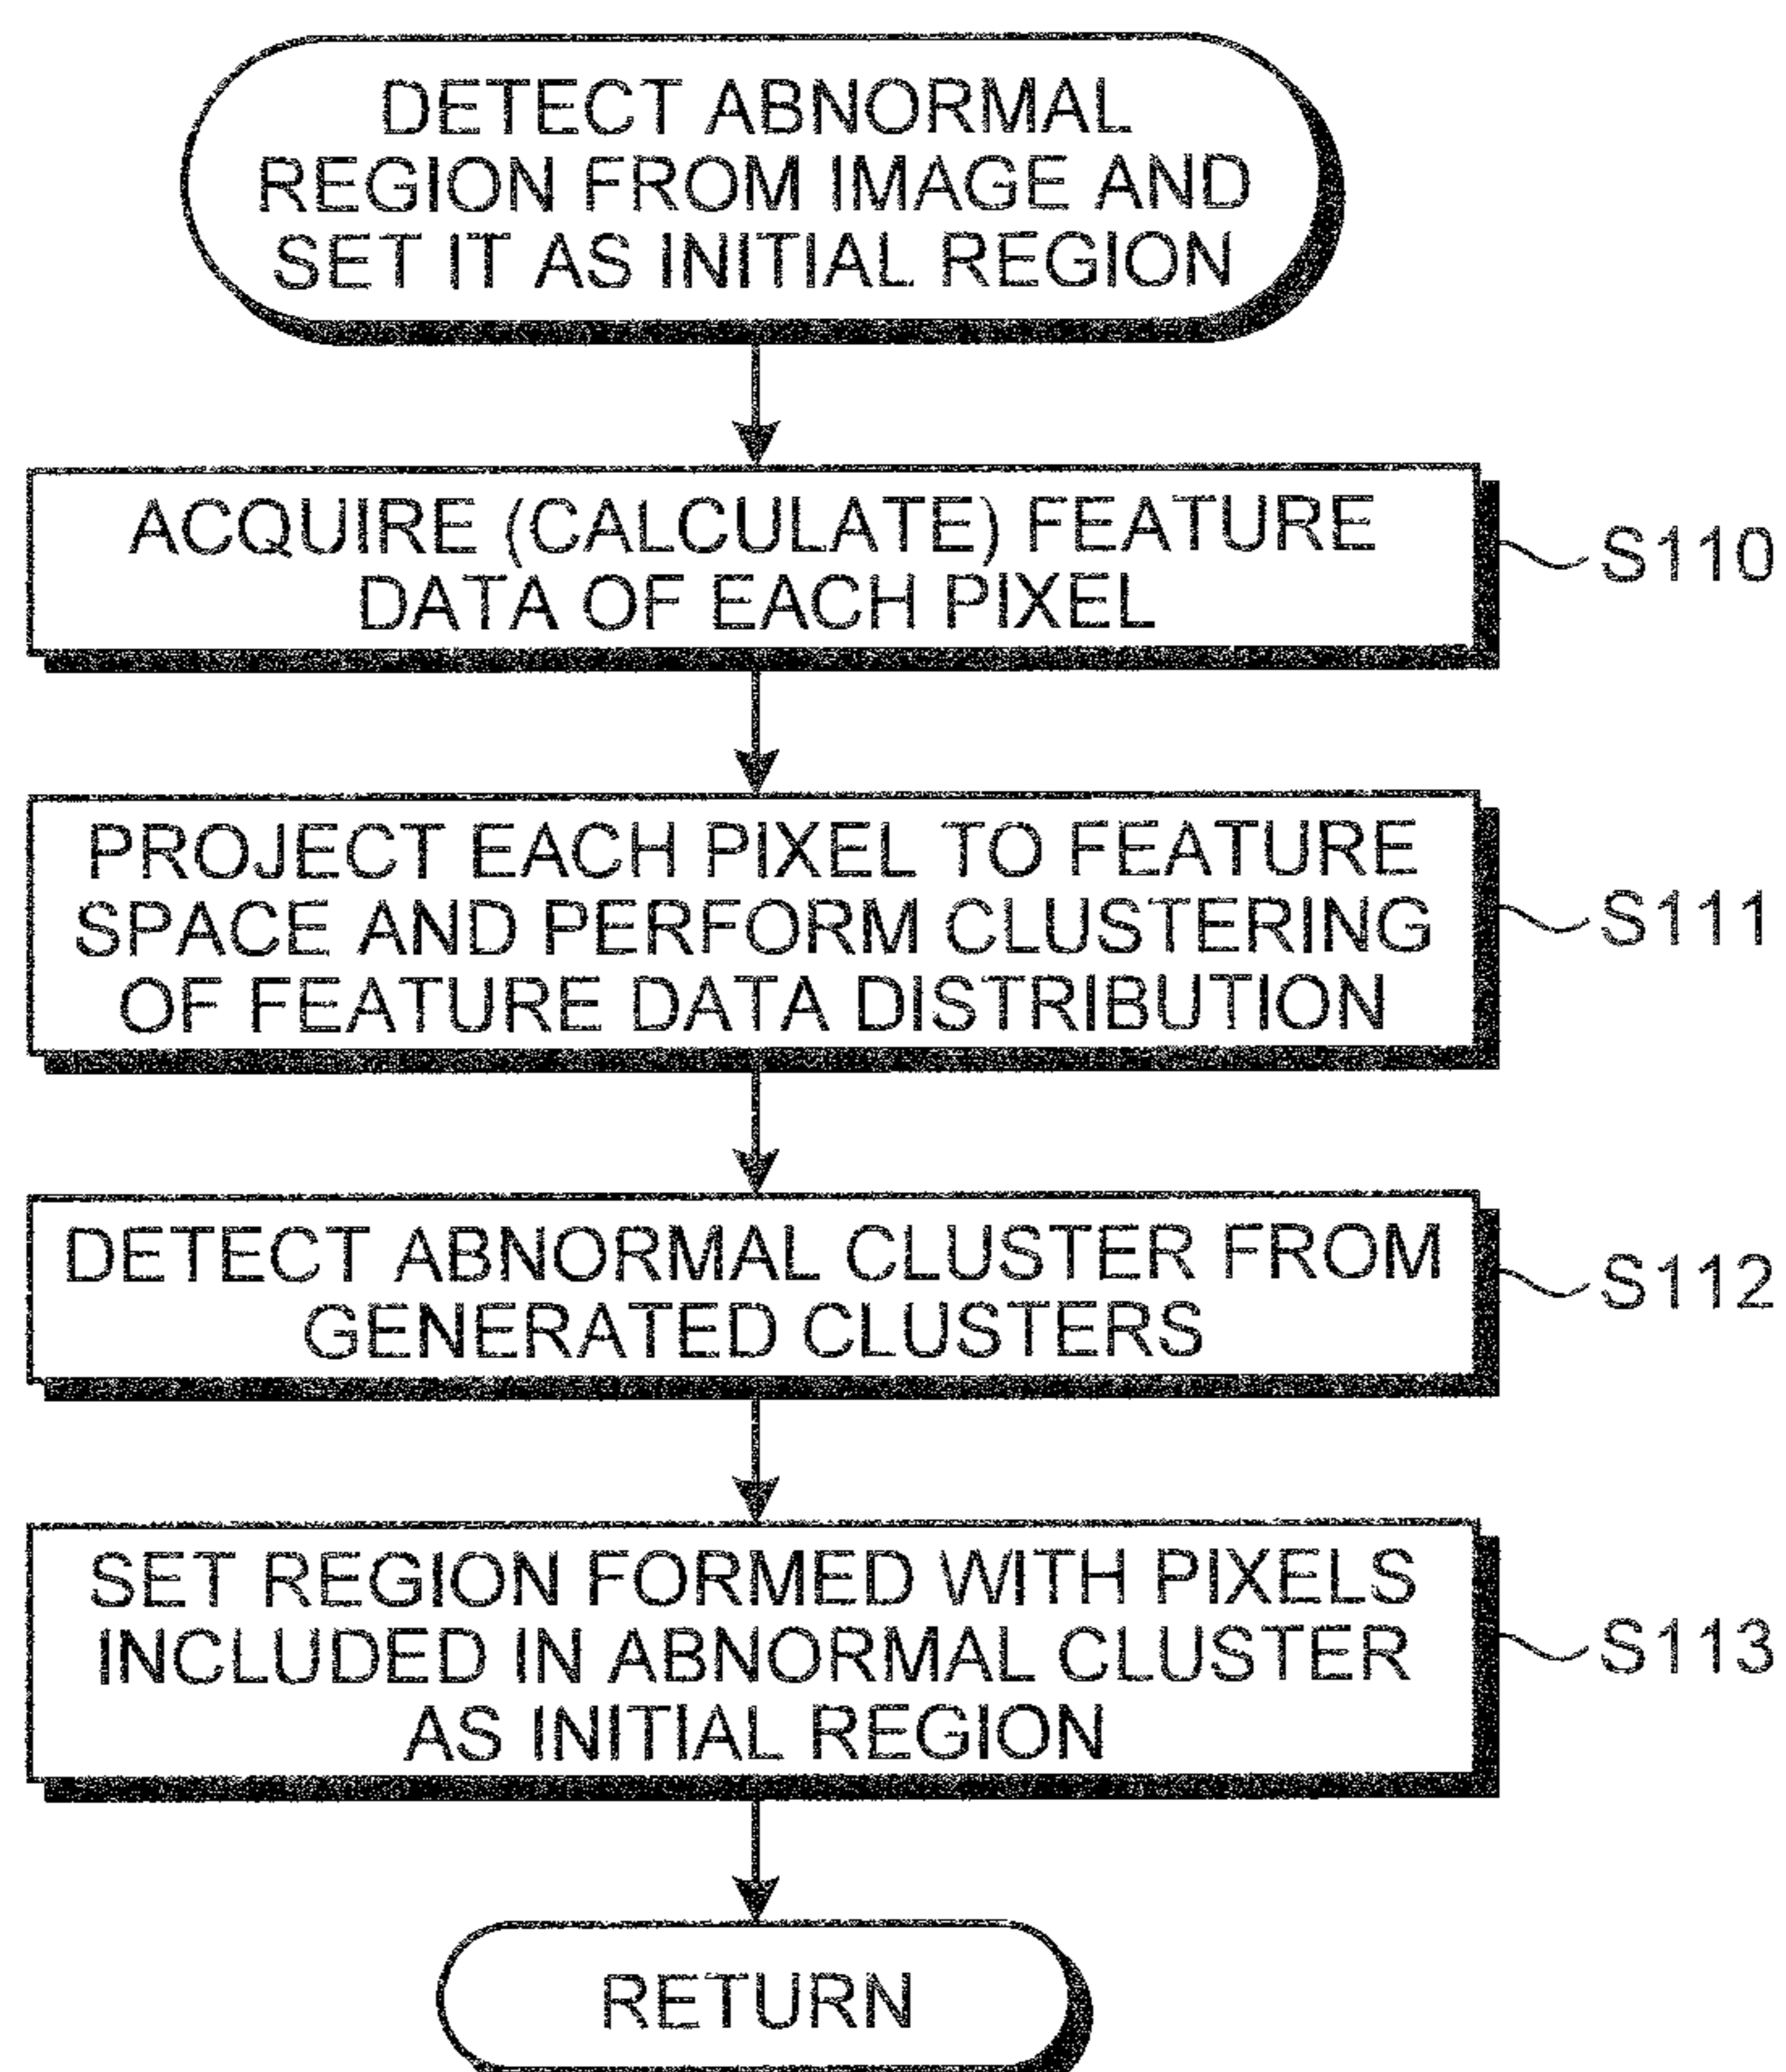 DETECT ABNORMAL
REGION FROM IMAGE AND
SET IT AS INITIAL REGION
ACQUIRE (CALCULATE) FEATURE
DATA OF EACH PIXEL
S110
PROJECT EACH PIXEL TO FEATURE
SPACE AND PERFORM CLUSTERING
OF FEATURE DATA DISTRIBUTION
S111
DETECT ABNORMAL CLUSTER FROM
GENERATED CLUSTERS
S112
SET REGION FORMED WITH PIXELS
INCLUDED IN ABNORMAL CLUSTER
AS INITIAL REGION
S113
RETURN